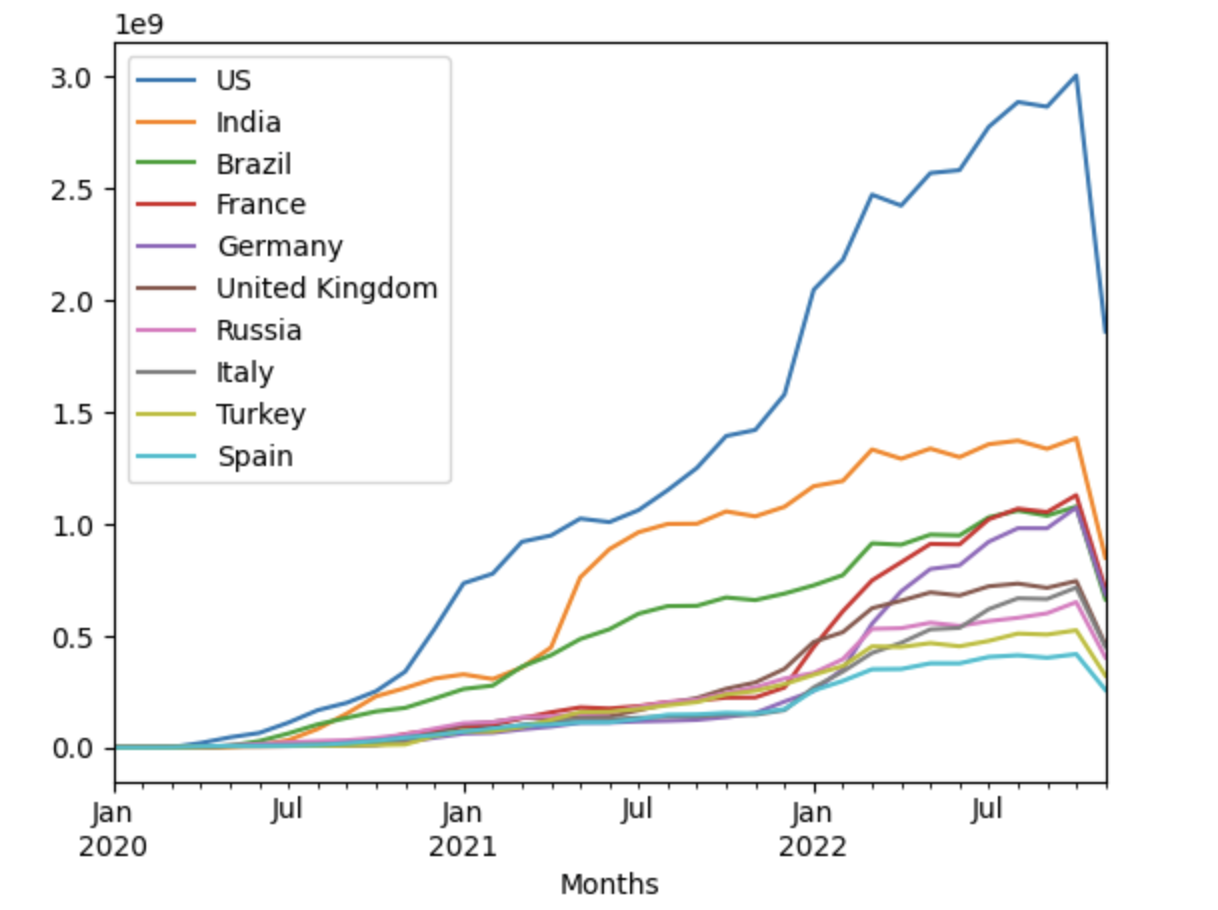 1e9
3.0
2.5
2.0
1.5
1.0
0.5
0.0
US
India
Brazil
France
Germany
United Kingdom
Russia
Italy
Turkey
Spain
Jan Jul Jan Jul Jan Jul
2020 2021 2022
Months